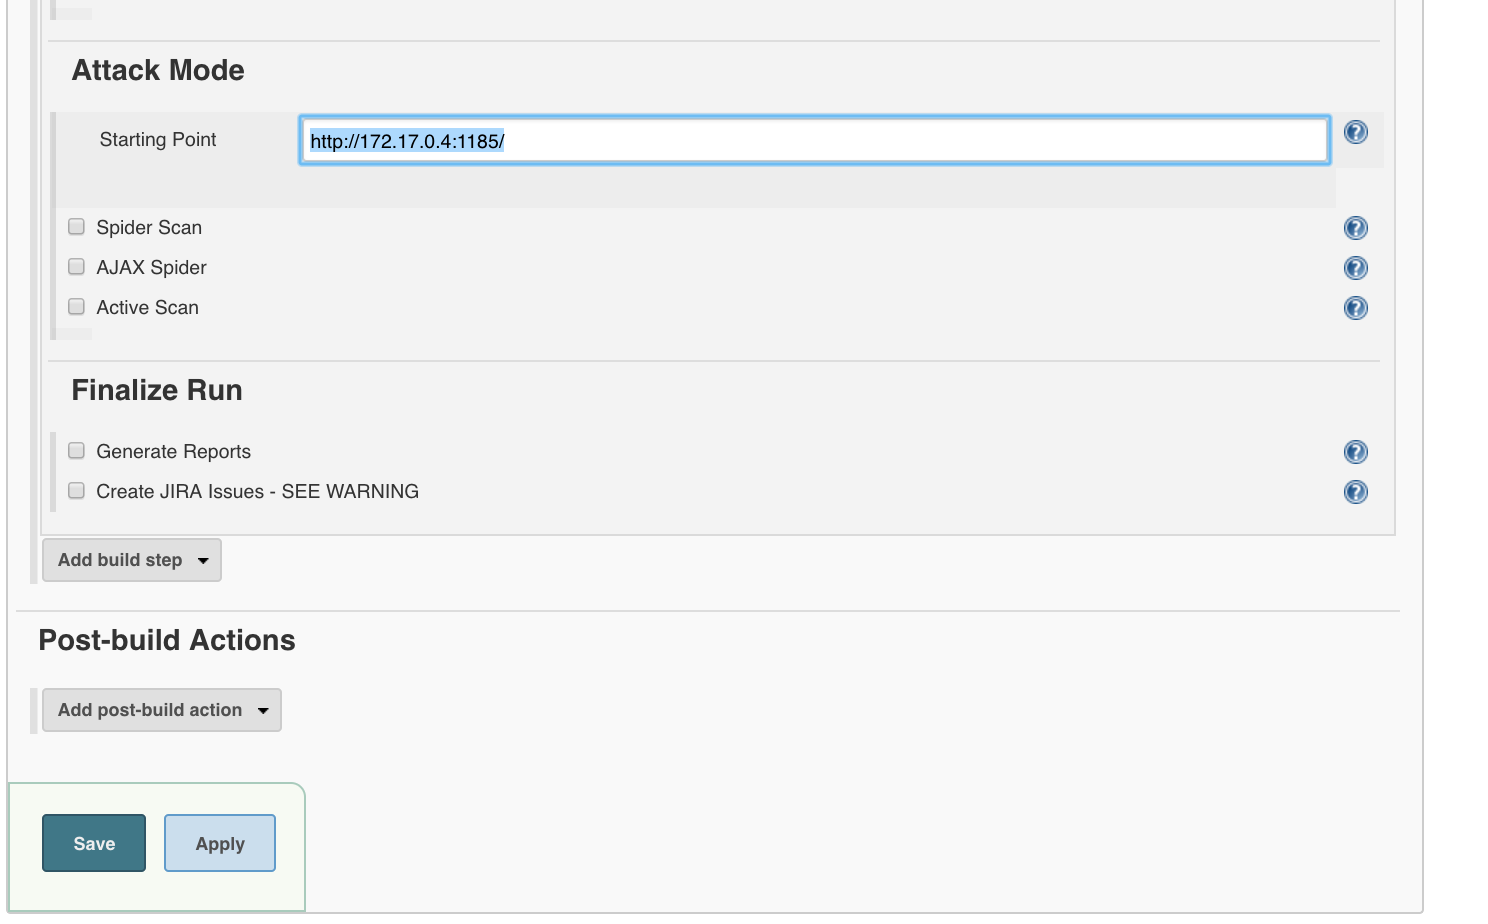 Attack Mode
Starting Point
http://172.17.0.4:1185/
Spider Scan
AJAX Spider
Active Scan
Finalize Run
Generate Reports
Create JIRA Issues - SEE WARNING
Add build step
Post-build Actions
Add post-build action
Save
Apply